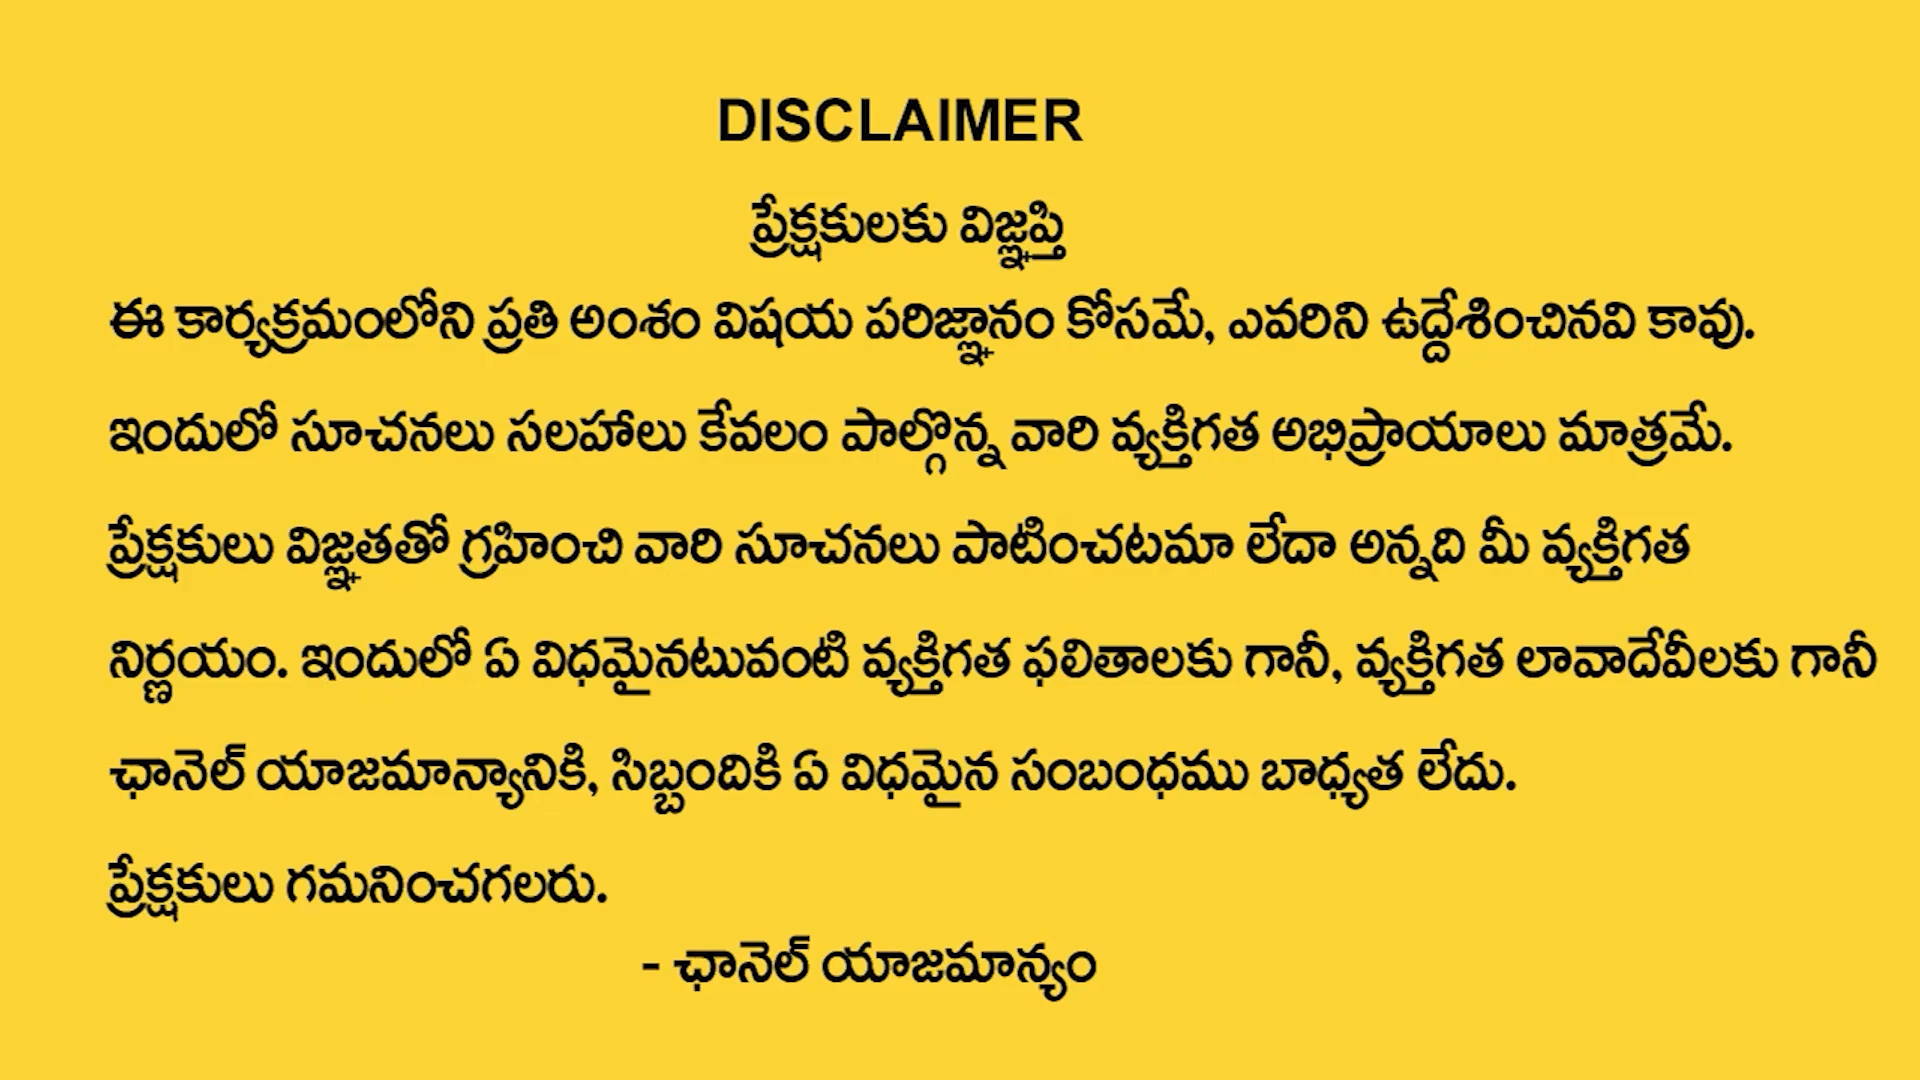 DISCLAIMER
ప్రేక్షకులకు విజ్ఞప్తి
ఈ కార్యక్రమంలోని ప్రతి అంశం విషయ పరిజ్ఞానం కోసమే, ఎవరిని ఉద్దేశించినవి కావు.
ఇందులో సూచనలు సలహాలు కేవలం పాల్గొన్న వారి వ్యక్తిగత అభిప్రాయాలు మాత్రమే.
ప్రేక్షకులు విజ్ఞతతో గ్రహించి వారి సూచనలు పాటించటమా లేదా అన్నది మీ వ్యక్తిగత
నిర్ణయం. ఇందులో ఏ విధమైనటువంటి వ్యక్తిగత ఫలితాలకు గానీ, వ్యక్తిగత లావాదేవీలకు గానీ
ఛానెల్ యాజమాన్యానికి, సిబ్బందికి ఏ విధమైన సంబంధము బాధ్యత లేదు.
ప్రేక్షకులు గమనించగలరు.
- ఛానెల్ యాజమాన్యం